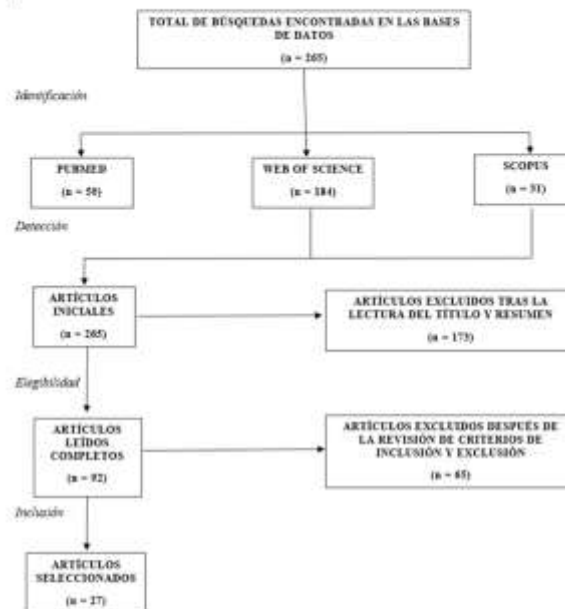 TOTAL DE BÚSQUEDAS ENCONTRADAS EN LAS BASES
DE DATOS
(n = 265)
Identificación
PUBMED
(n = 50)
WEB OF SCIENCE
(n = 184)
SCOPUS
(n = 31)
Detección
ARTÍCULOS
INICIALES
(n = 265)
ARTÍCULOS EXCLUIDOS TRAS LA
LECTURA DEL TÍTULO Y RESUMEN
(n = 173)
Elegibilidad
ARTÍCULOS
LEÍDOS
COMPLETOS
(n = 92)
ARTÍCULOS EXCLUIDOS DESPUÉS DE
LA REVISIÓN DE CRITERIOS DE
INCLUSIÓN Y EXCLUSIÓN
(n = 65)
Inclusión
ARTÍCULOS
SELECCIONADOS
(n = 27)